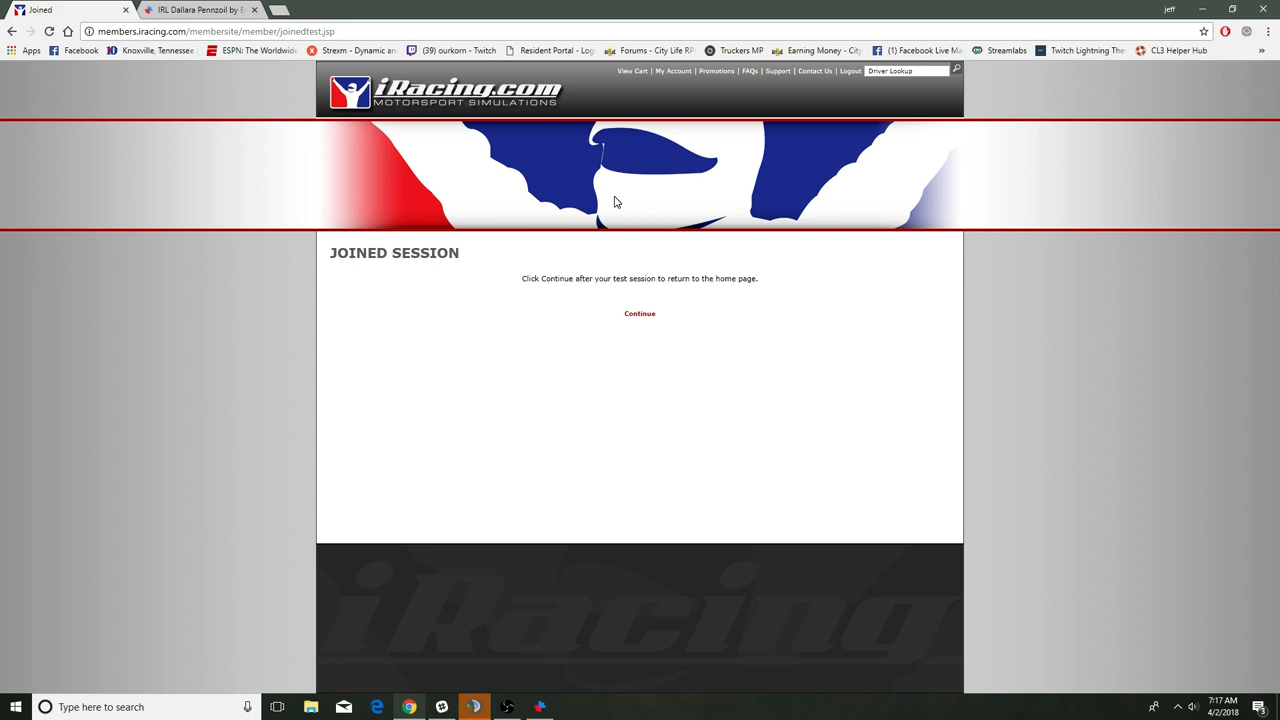 Joined
IRL Dallara Pennzoil by E
jeff
members.iracing.com/membersite/member/joinedtest.jsp
Apps
Facebook
Knoxville, Tennessee
ESPN: The Worldwide
Strexm - Dynamic an
(39) ourkorn - Twitch
Resident Portal - Log
Forums - City Life RP
Truckers MP
Earning Money - City
Facebook Live Ma
Streamlabs
Twitch Lightning The
CL3 Helper Hub
»
View Cart | My Account | Promotions | FAQs | Support | Contact Us | Logout
Driver Lookup
iRacing.com
MOTORSPORT SIMULATIONS
JOINED SESSION
Click Continue after your test session to return to the home page.
Continue
iRacing
Type here to search
7:17 AM
4/2/2018
3